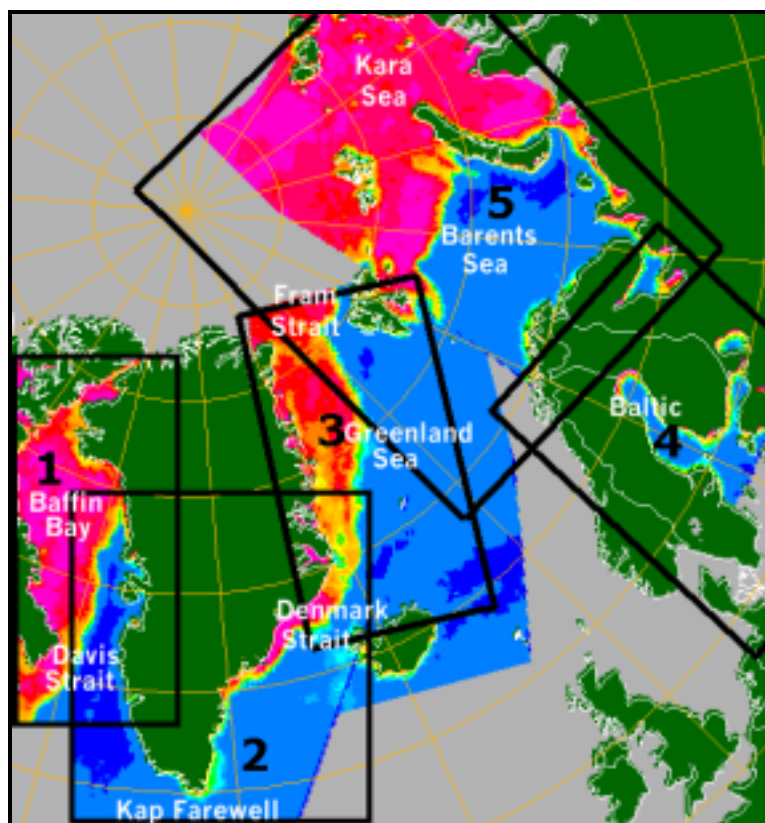 Kara
Sea
5
Barents
Sea
Fram
Strait
Baltic
4
3
Greenland
Sea
1
Baffin
Bay
Denmark
Strait
Davis
Strait
2
Kap Farewell